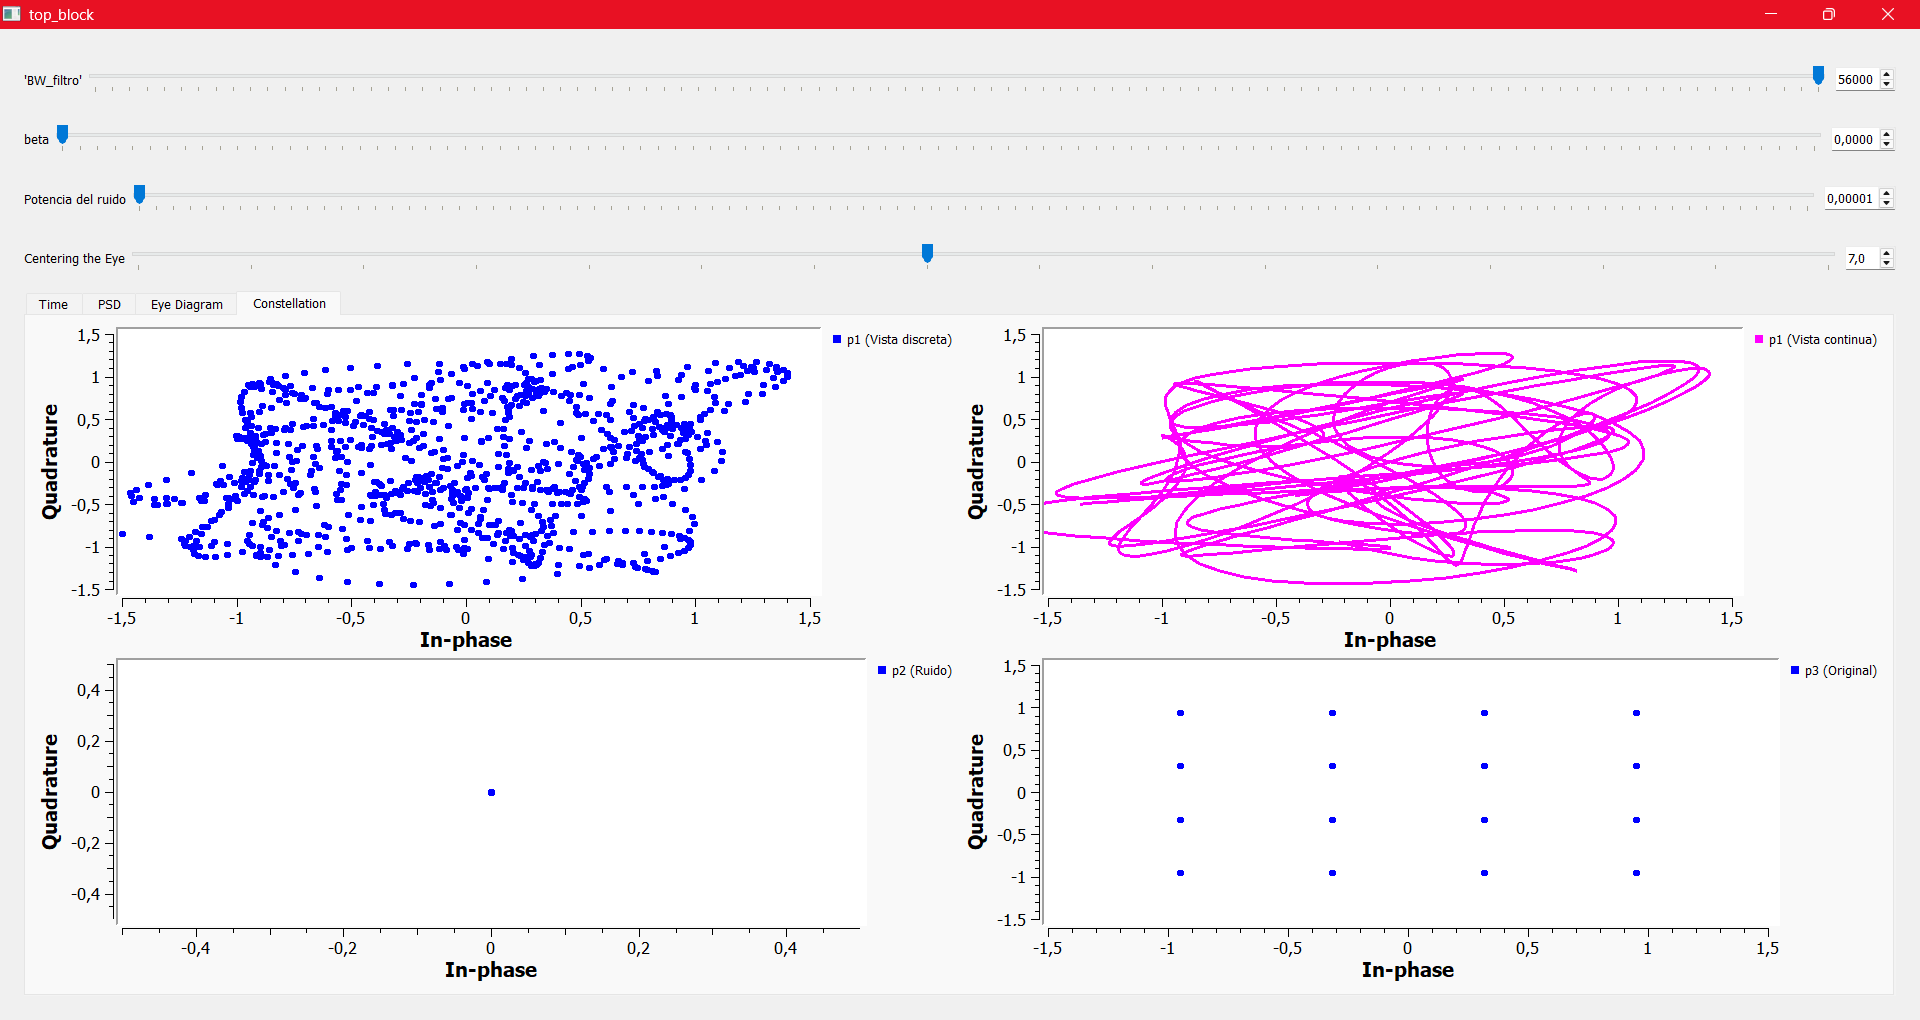 top_block
'BW_filtro' 56000
beta 0,0000
Potencia del ruido 0,00001
Centering the Eye 7,0
Time PSD Eye Diagram Constellation
1,5
1
0,5
0
-0,5
-1
-1.5
Quadrature
-1,5 -1 -0,5 0 0,5 1 1,5
In-phase
p1 (Vista discreta)
1,5
1
0,5
0
-0,5
-1
-1.5
Quadrature
-1,5 -1 -0,5 0 0,5 1 1,5
In-phase
p1 (Vista continua)
0,4
0,2
0
-0,2
-0,4
Quadrature
-0,4 -0,2 0 0,2 0,4
In-phase
p2 (Ruido)
1,5
1
0,5
0
-0,5
-1
-1.5
Quadrature
-1,5 -1 -0,5 0 0,5 1 1,5
In-phase
p3 (Original)